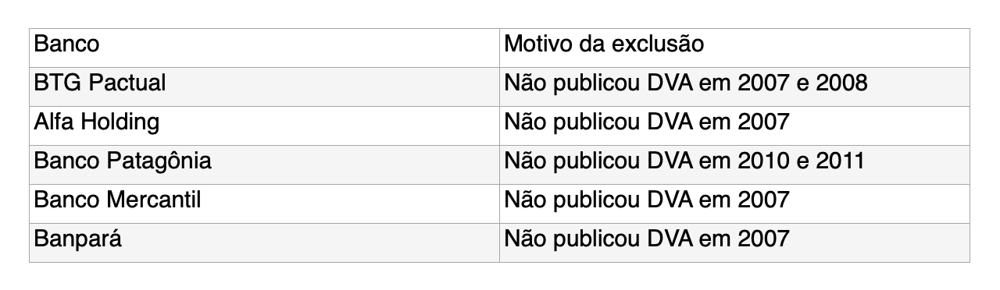 Banco Motivo da exclusão
BTG Pactual Não publicou DVA em 2007 e 2008
Alfa Holding Não publicou DVA em 2007
Banco Patagônia Não publicou DVA em 2010 e 2011
Banco Mercantil Não publicou DVA em 2007
Banpará Não publicou DVA em 2007